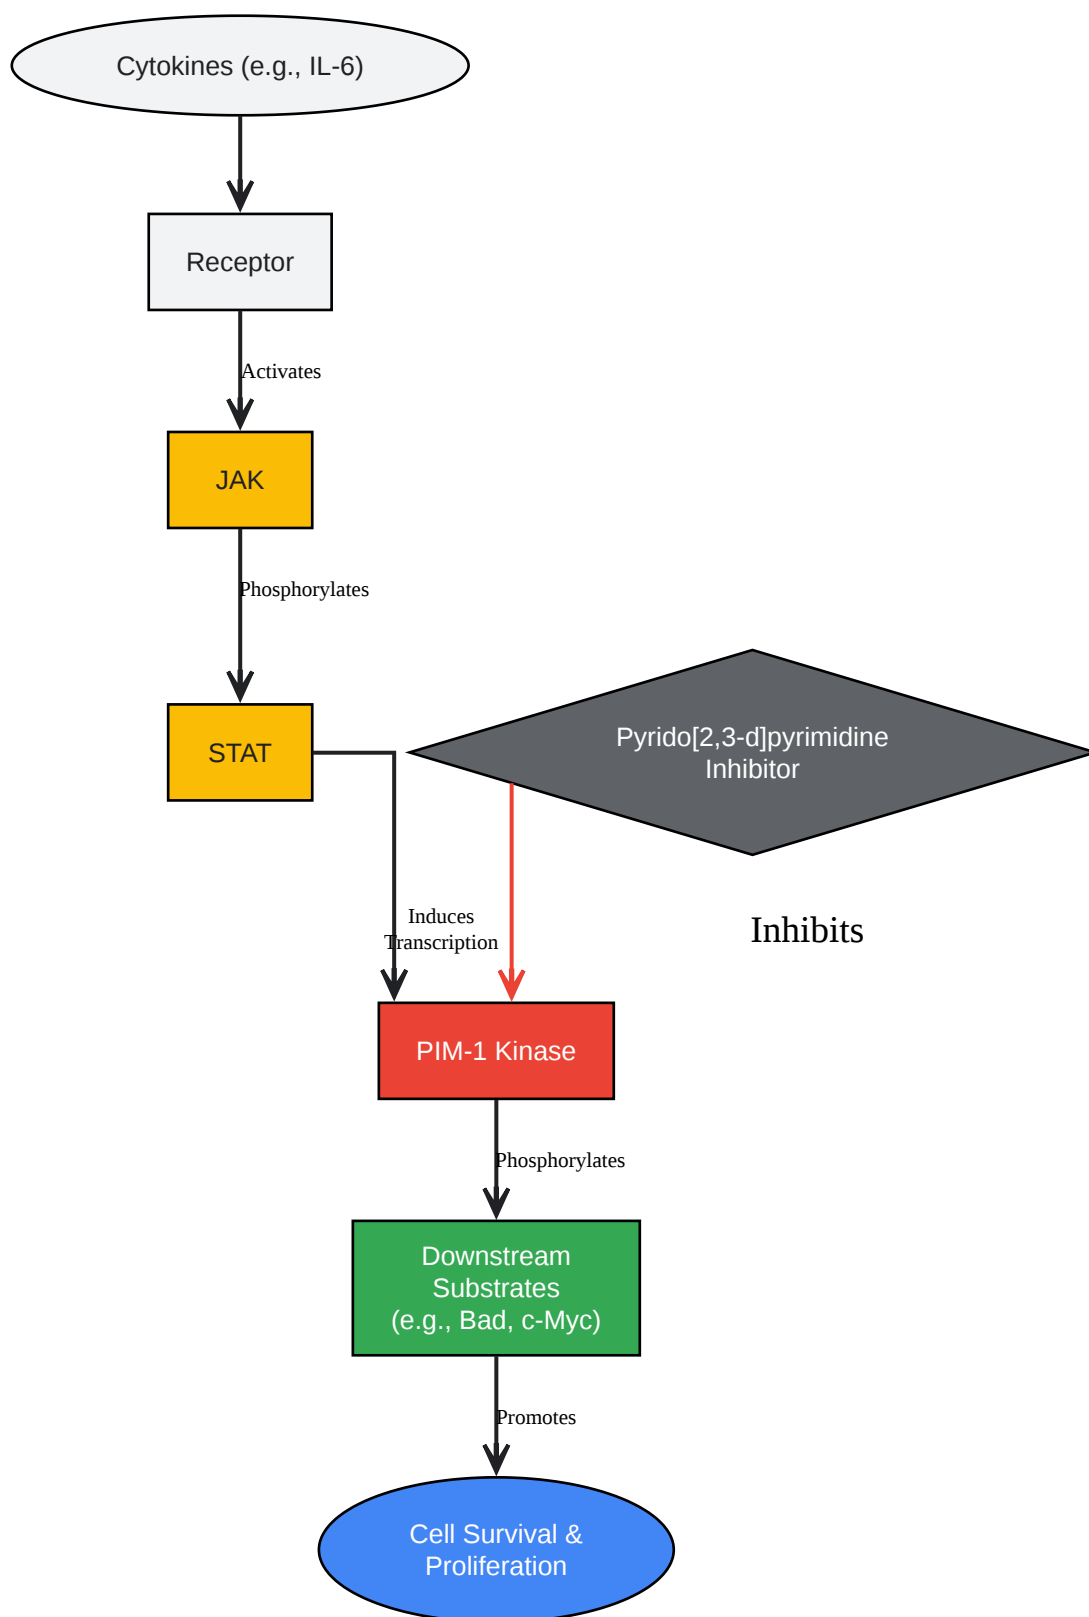 Cytokines (e.g., IL-6)
Receptor
Activates
JAK
Phosphorylates
STAT
Pyrido[2,3-d]pyrimidine
Inhibitor
Induces
Transcription
Inhibits
PIM-1 Kinase
Phosphorylates
Downstream
Substrates
(e.g., Bad, c-Myc)
Promotes
Cell Survival &
Proliferation